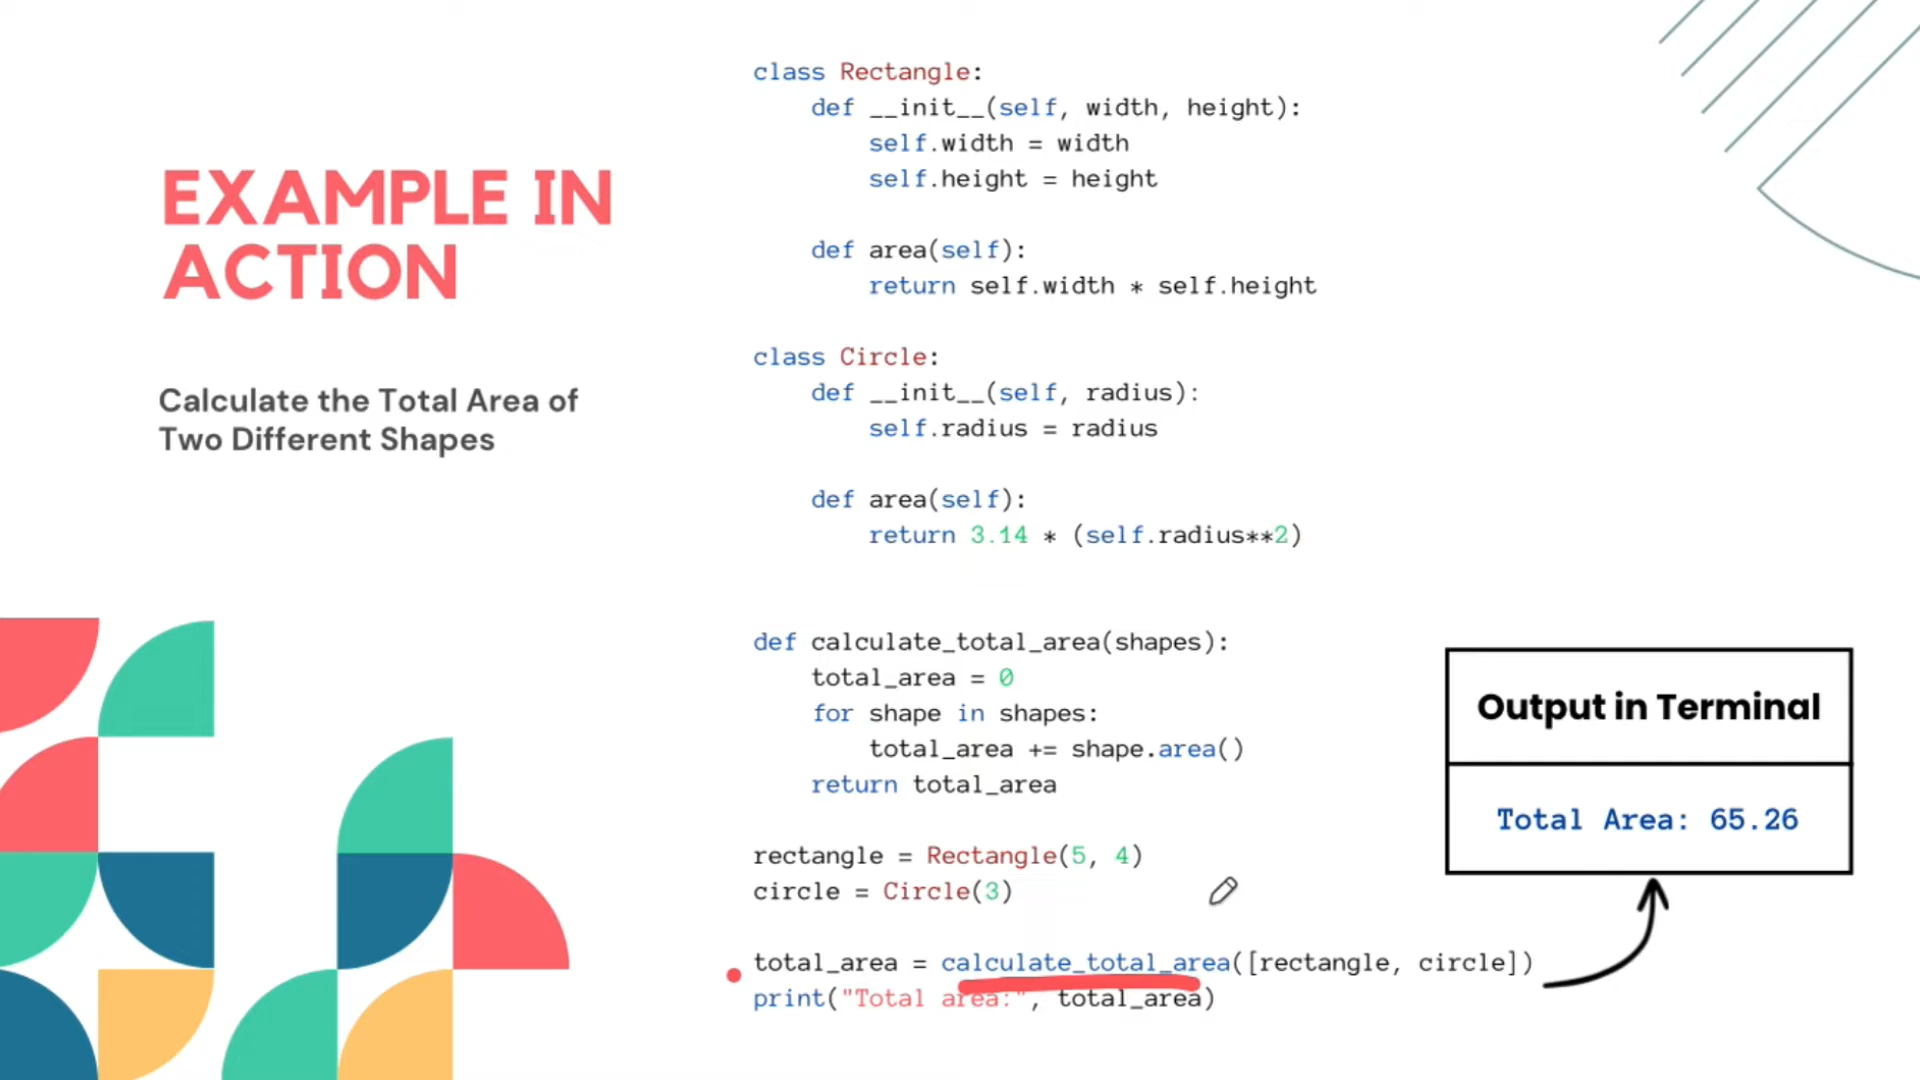 EXAMPLE IN
ACTION
Calculate the Total Area of
Two Different Shapes
class Rectangle:
    def __init__(self, width, height):
        self.width = width
        self.height = height
    def area(self):
        return self.width * self.height
class Circle:
    def __init__(self, radius):
        self.radius = radius
    def area(self):
        return 3.14 * (self.radius**2)
def calculate_total_area(shapes):
    total_area = 0
    for shape in shapes:
        total_area += shape.area()
    return total_area
rectangle = Rectangle(5, 4)
circle = Circle(3)
total_area = calculate_total_area([rectangle, circle])
print("Total area:", total_area)
Output in Terminal
Total Area: 65.26